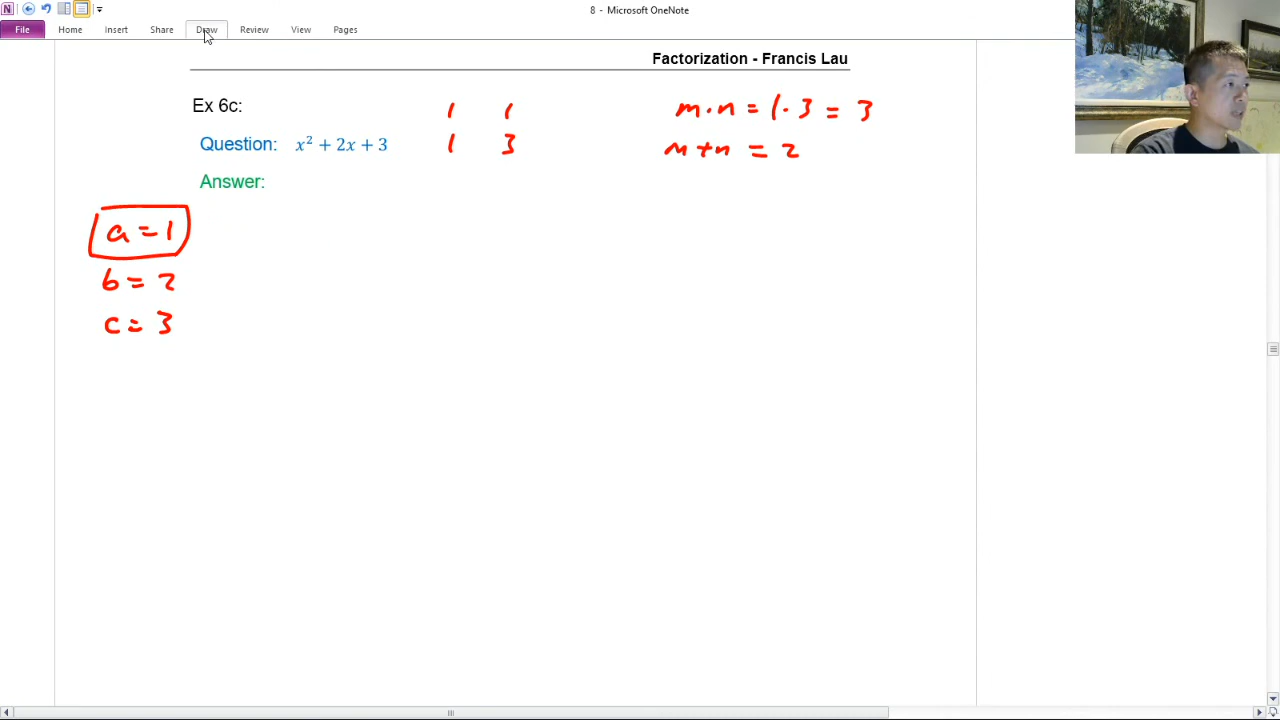 8 - Microsoft OneNote
File Home Insert Share Draw Review View Pages
Factorization - Francis Lau
Ex 6c:
1 1
m·n = 1·3 = 3
Question: x² + 2x + 3
1 3
m+n = 2
Answer:
a = 1
b = 2
c = 3